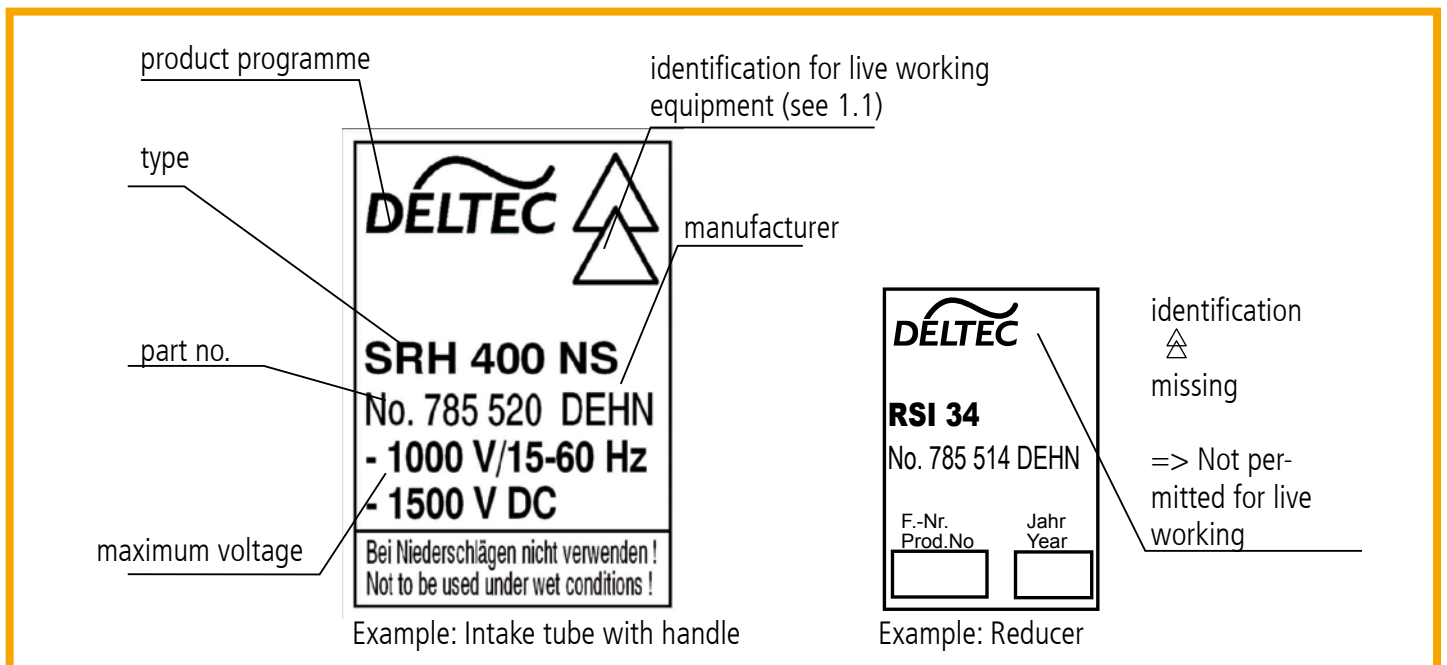 product programme
identification for live working
equipment (see 1.1)
type
manufacturer
part no.
maximum voltage
DELTEC
SRH 400 NS
No. 785 520 DEHN
- 1000 V/15-60 Hz
- 1500 V DC
Bei Niederschlägen nicht verwenden !
Not to be used under wet conditions !
Example: Intake tube with handle
DELTEC
RSI 34
No. 785 514 DEHN
F.-Nr.
Prod.No
Jahr
Year
Example: Reducer
identification
missing
=> Not per-
mitted for live
working